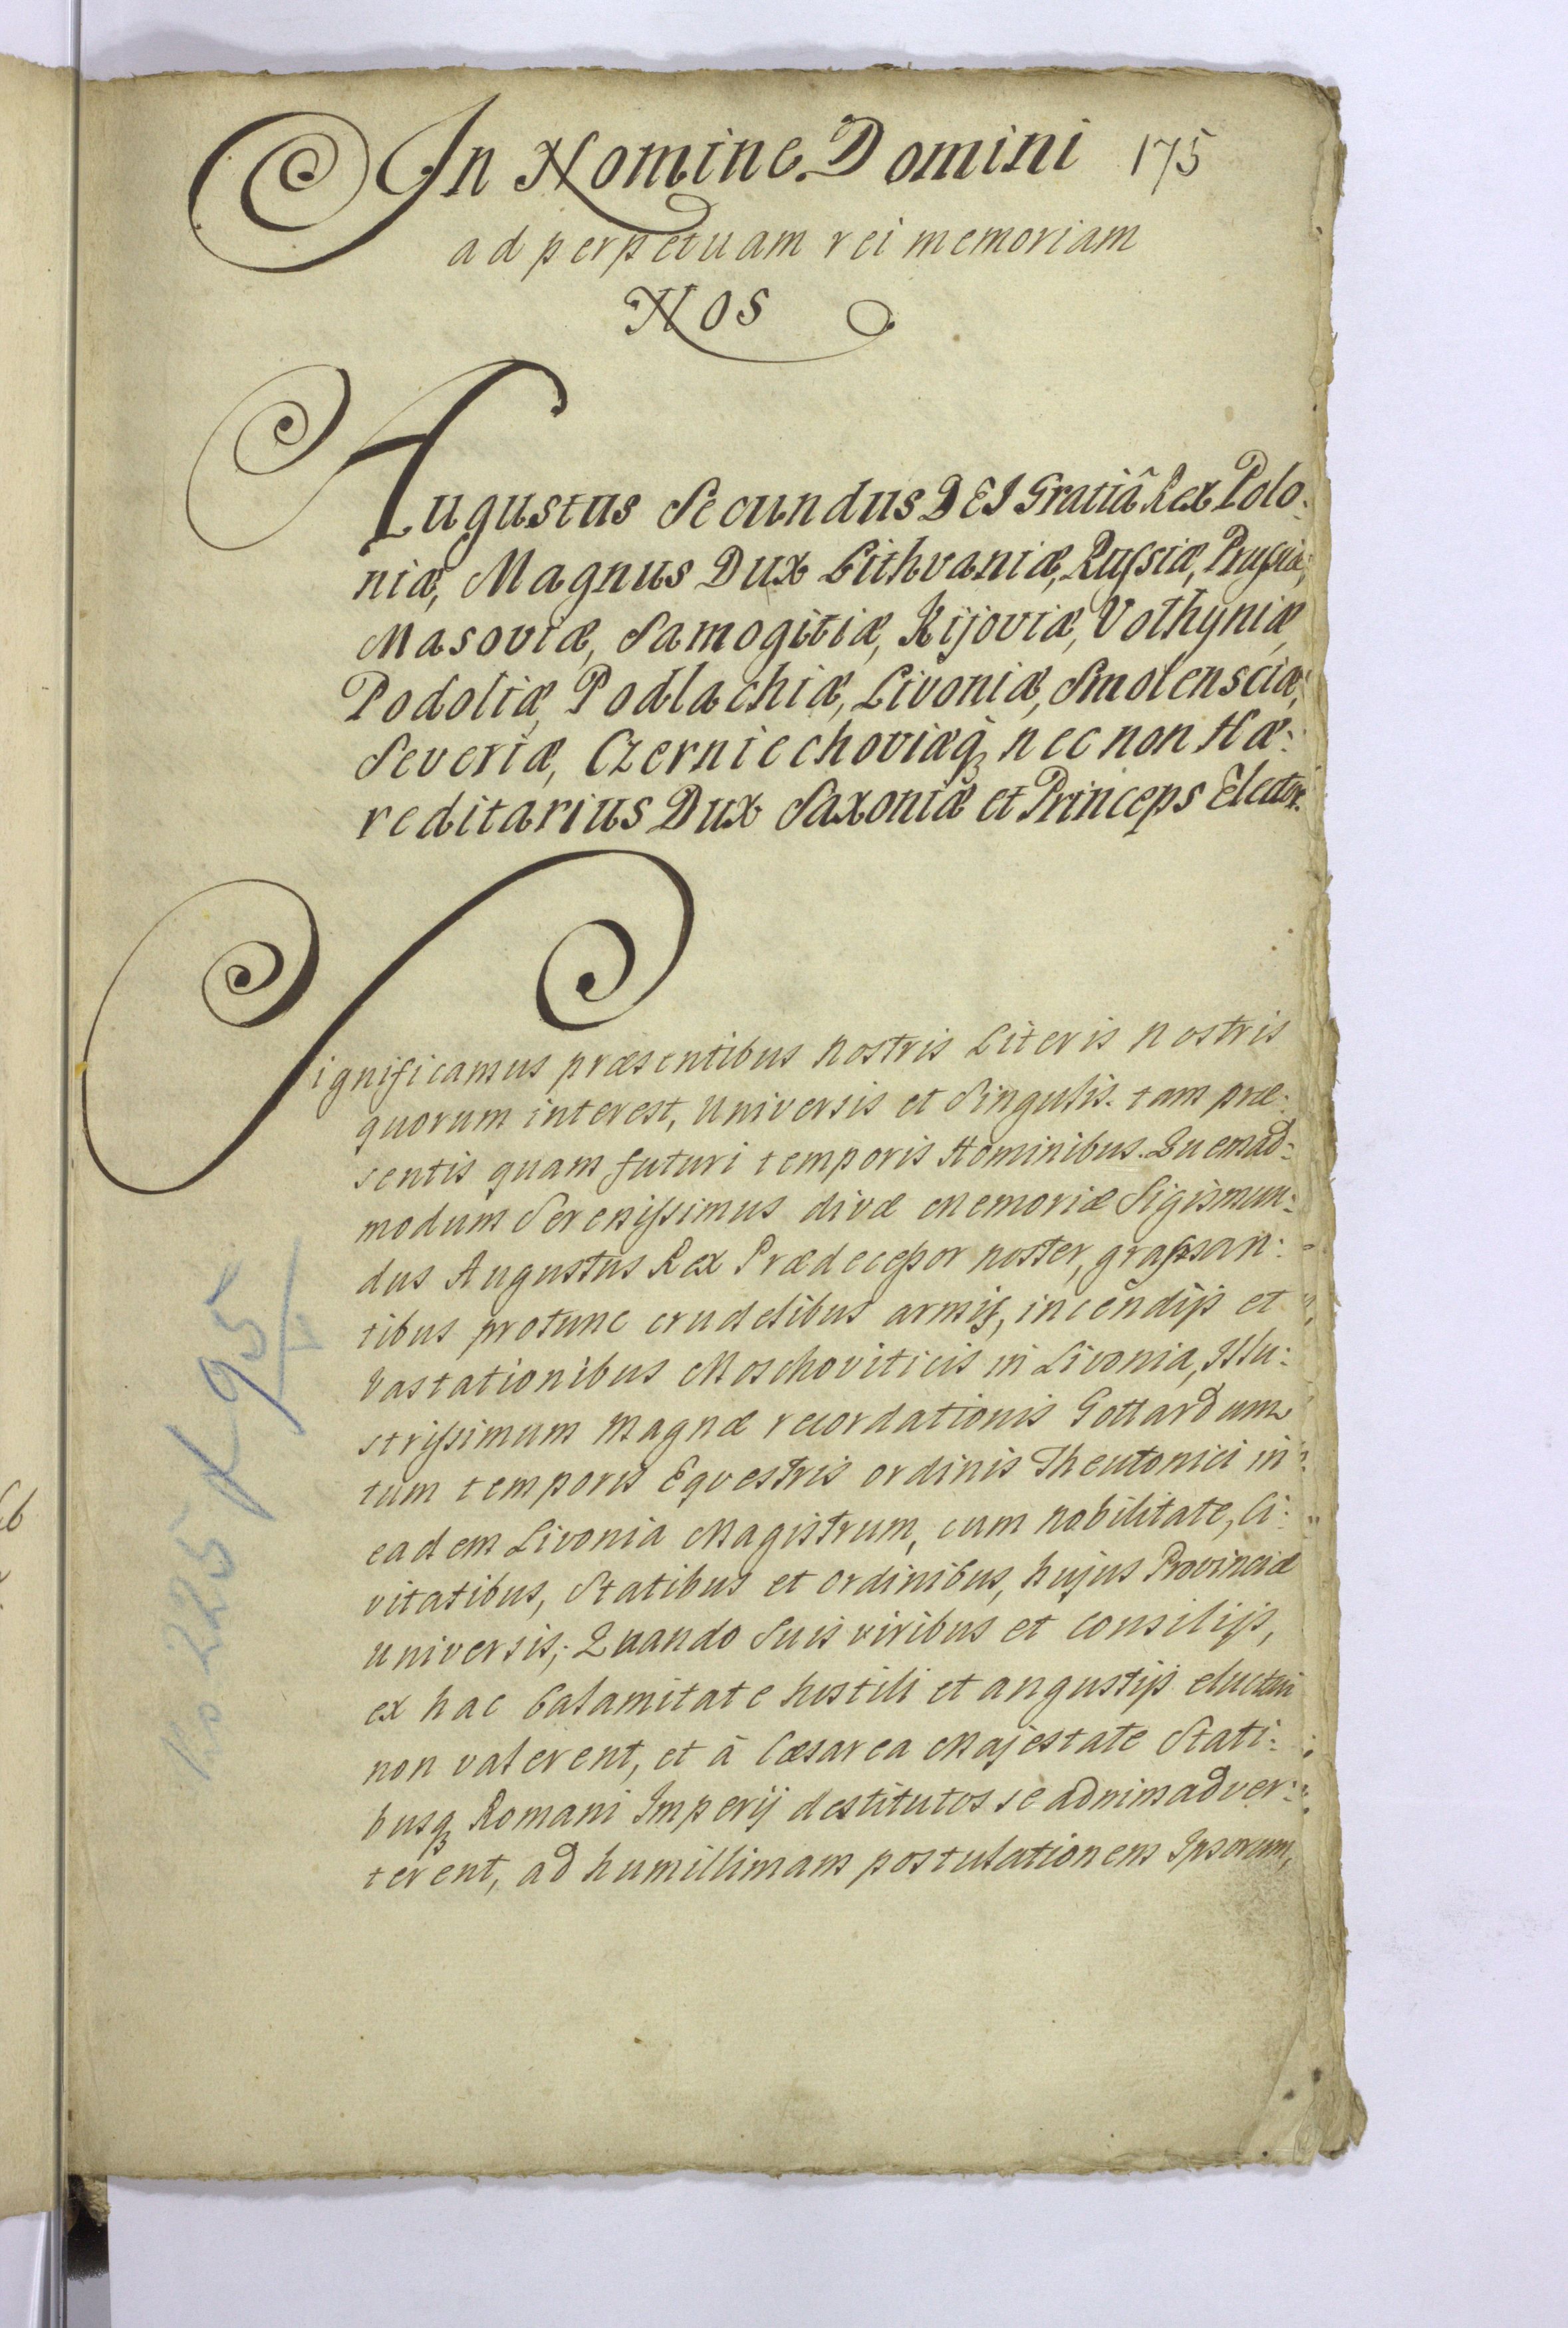 In Nomine Domini 175
ad perpetuam rei memoriam
Nos
Augustus Secundus DEI Gratiâ Rex Polo:
niæ, Magnus Dux Lithvaniæ, Russiæ, Prussiæ,
Masoviæ, Samogitiæ, Kijoviæ, Volhyniæ,
Podoliæ, Podlachiæ, Livoniæ, Smolensciæ,
Severiæ, Czerniechoviæq; nec non Hæ:
reditarius Dux Saxoniæ et Princeps Elector.
Significamus præsentibus nostris Literis nostris
quorum interest, universis et Singulis. tam præ:
sentis quam futuri temporis Hominibus. Quemad:
modum Serenissimus divæ Memoriæ Sigismun:
dus Augustus Rex Prædecessor noster, grassan:
tibus protunc crudelibus armis, incendijs et
Vastationibus Moschoviticis in Livonia, Illu:
strissimum Magnæ recordationis Gottardum
tum temporis Eqvestris ordinis Theutonici in
eadem Livonia Magistrum, cum nobilitate, Ci:
vitatibus, Statibus et ordinibus, hujus Provinciæ
universis; Quando Suis viribus et Consilijs,
ex hac Calamitate hostili et angustijs eluctari
non valerent, et à Cæsarea Majestate Stati:
busq; Romani Imperij destitutos se adnimadver:
terent, ad humillimam postulationem Ipsorum,
No 225
95